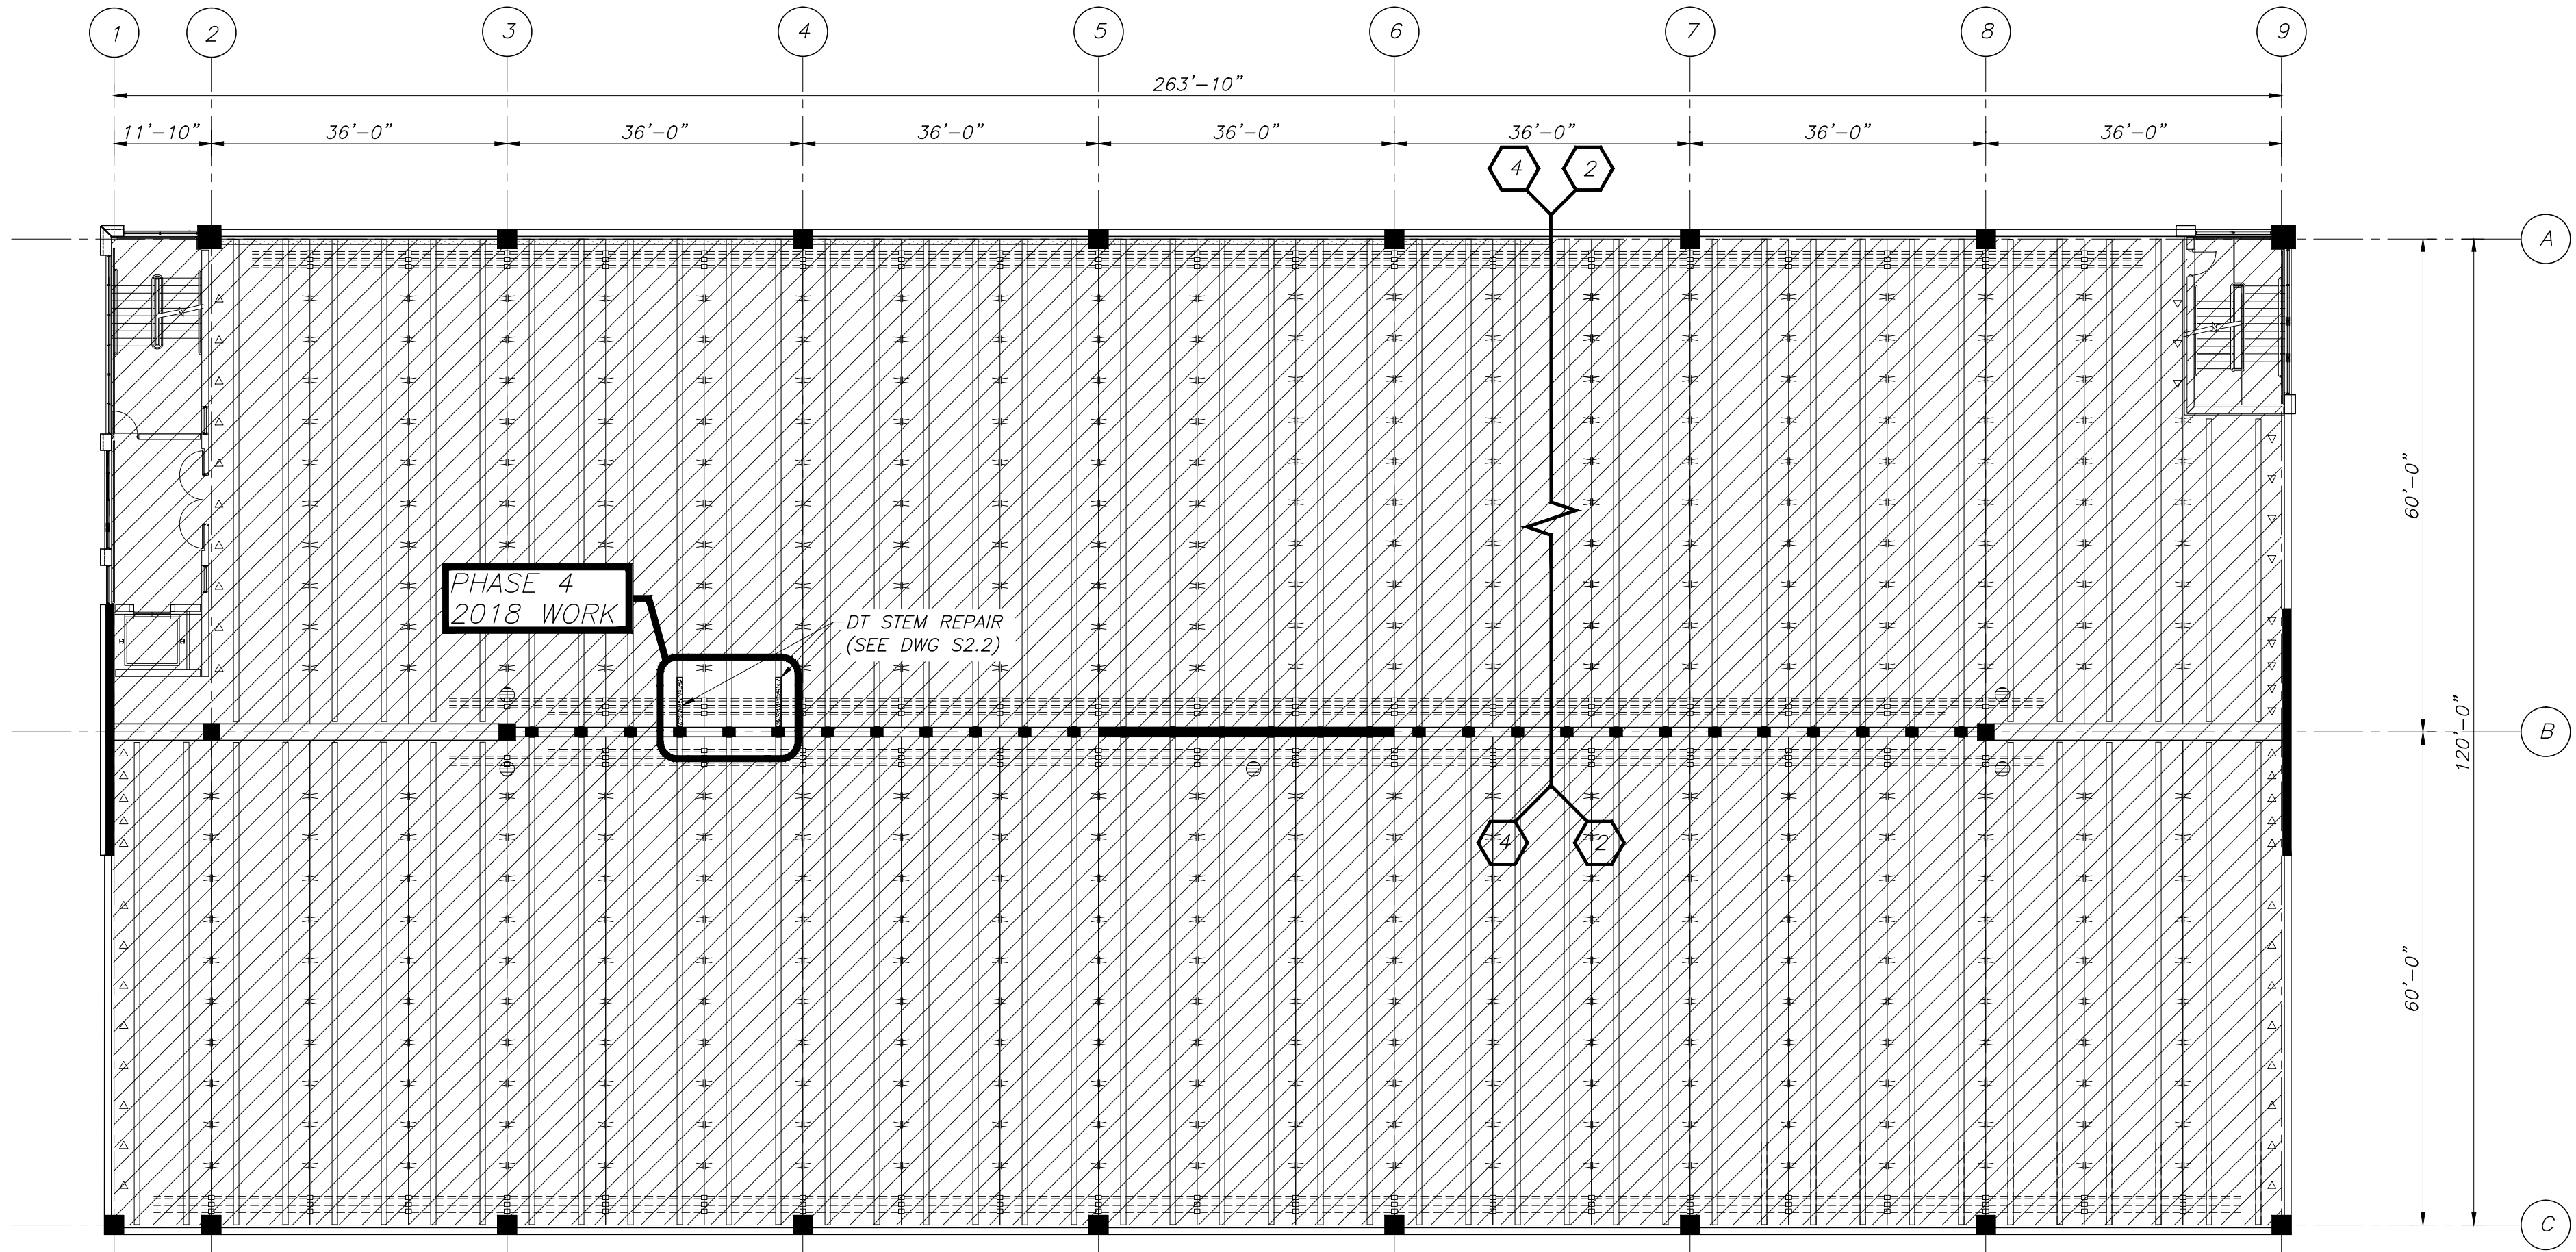 1 2 3 4 5 6 7 8 9
263'-10"
11'-10" 36'-0" 36'-0" 36'-0" 36'-0" 36'-0" 36'-0" 36'-0"
4 2
A
60'-0"
PHASE 4
2018 WORK
DT STEM REPAIR
(SEE DWG S2.2)
B
120'-0"
4 2
60'-0"
C